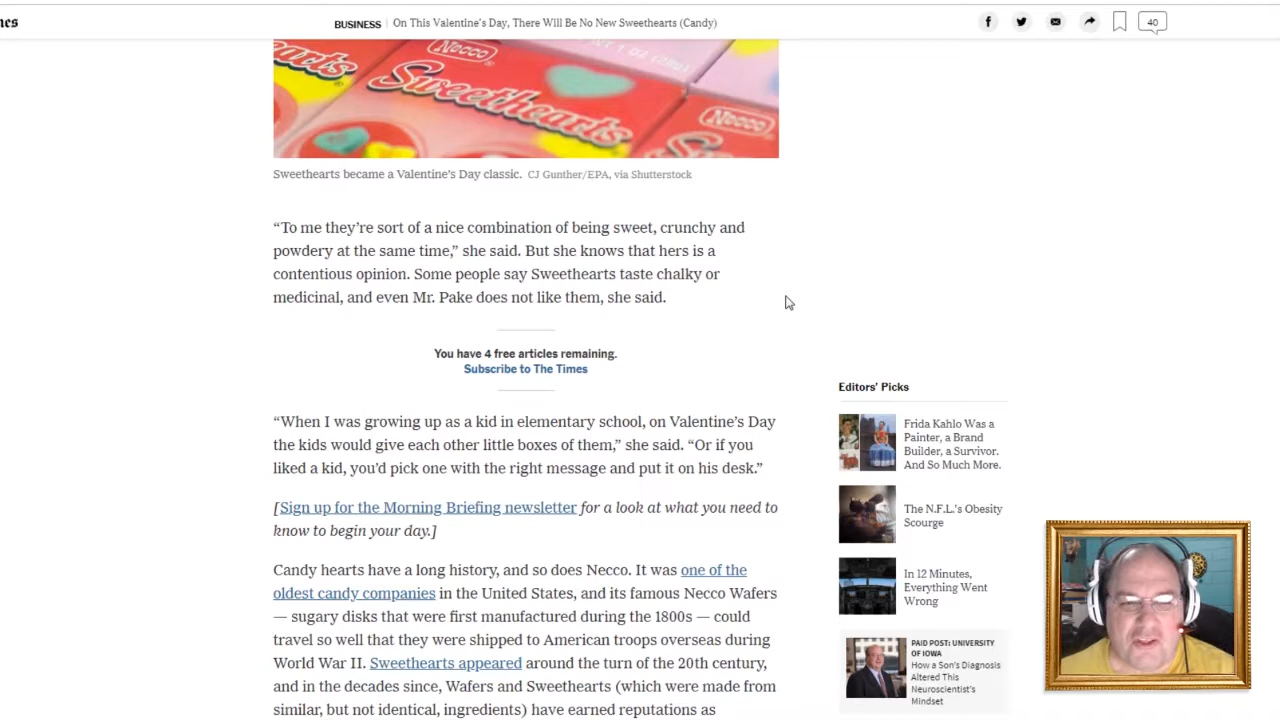 mes
BUSINESS | On This Valentine's Day, There Will Be No New Sweethearts (Candy)
40
Necco
earts
Sweethearts
Necco
Sweethearts became a Valentine's Day classic. CJ Gunther/EPA, via Shutterstock
“To me they're sort of a nice combination of being sweet, crunchy and
powdery at the same time,” she said. But she knows that hers is a
contentious opinion. Some people say Sweethearts taste chalky or
medicinal, and even Mr. Pake does not like them, she said.
You have 4 free articles remaining.
Subscribe to The Times
“When I was growing up as a kid in elementary school, on Valentine's Day
the kids would give each other little boxes of them,” she said. “Or if you
liked a kid, you'd pick one with the right message and put it on his desk.”
[Sign up for the Morning Briefing newsletter for a look at what you need to
know to begin your day.]
Candy hearts have a long history, and so does Necco. It was one of the
oldest candy companies in the United States, and its famous Necco Wafers
— sugary disks that were first manufactured during the 1800s — could
travel so well that they were shipped to American troops overseas during
World War II. Sweethearts appeared around the turn of the 20th century,
and in the decades since, Wafers and Sweethearts (which were made from
similar, but not identical, ingredients) have earned reputations as
Editors' Picks
Frida Kahlo Was a
Painter, a Brand
Builder, a Survivor.
And So Much More.
The N.F.L.'s Obesity
Scourge
In 12 Minutes,
Everything Went
Wrong
PAID POST: UNIVERSITY
OF IOWA
How a Son's Diagnosis
Altered This
Neuroscientist's
Mindset